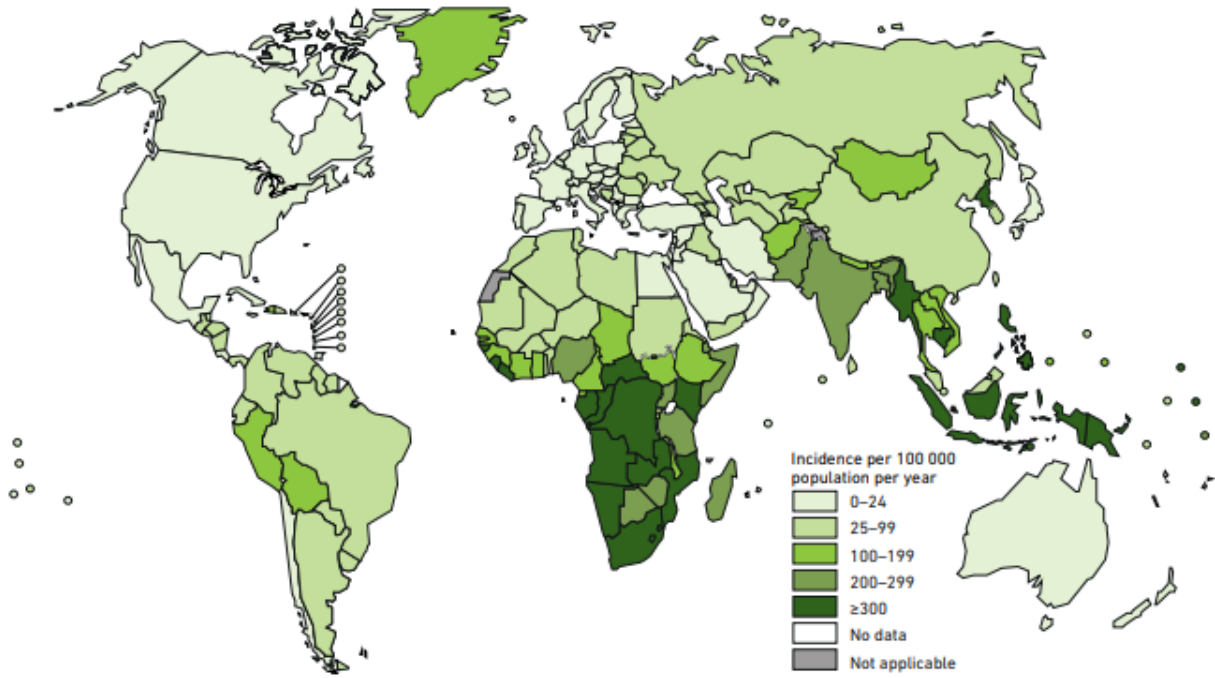 Incidence per 100 000
population per year
0–24
25–99
100–199
200–299
≥300
No data
Not applicable